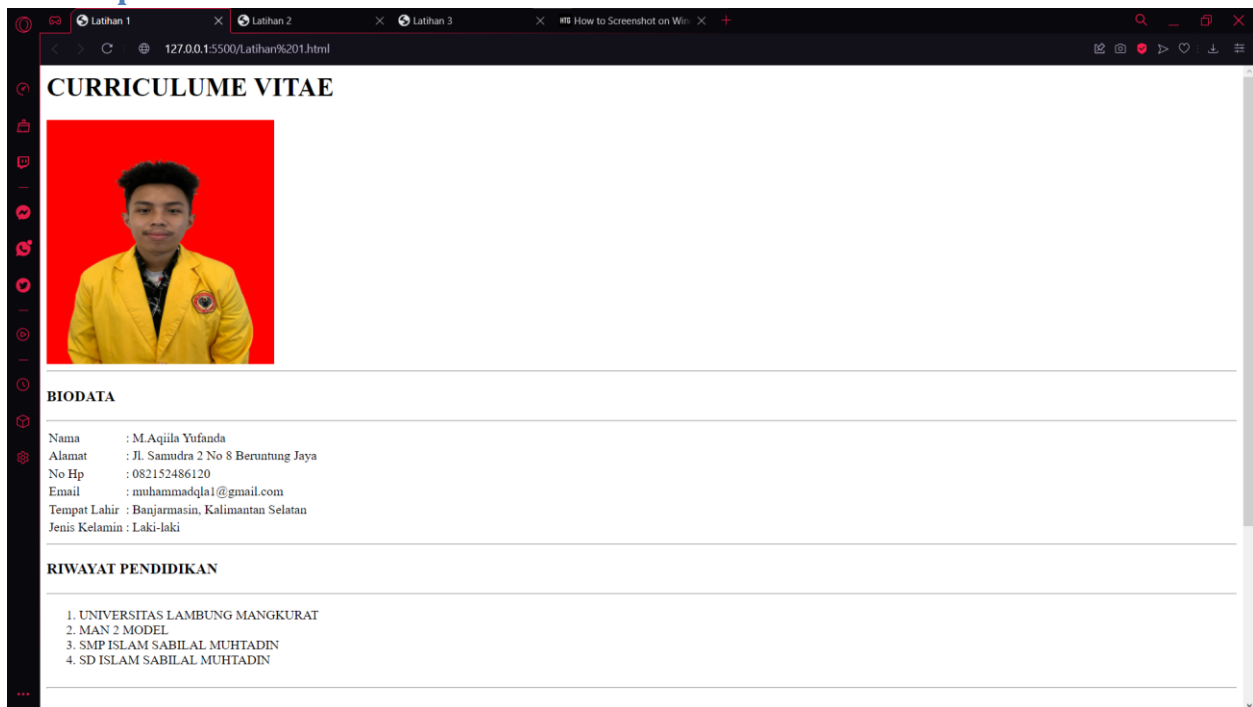 Latihan 1
Latihan 2
Latihan 3
HTG How to Screenshot on Win
127.0.0.1:5500/Latihan%201.html
CURRICULUME VITAE
BIODATA
Nama : M.Aqiila Yufanda
Alamat : Jl. Samudra 2 No 8 Beruntung Jaya
No Hp : 082152486120
Email : muhammadqla1@gmail.com
Tempat Lahir : Banjarmasin, Kalimantan Selatan
Jenis Kelamin : Laki-laki
RIWAYAT PENDIDIKAN
1. UNIVERSITAS LAMBUNG MANGKURAT
2. MAN 2 MODEL
3. SMP ISLAM SABILAL MUHTADIN
4. SD ISLAM SABILAL MUHTADIN